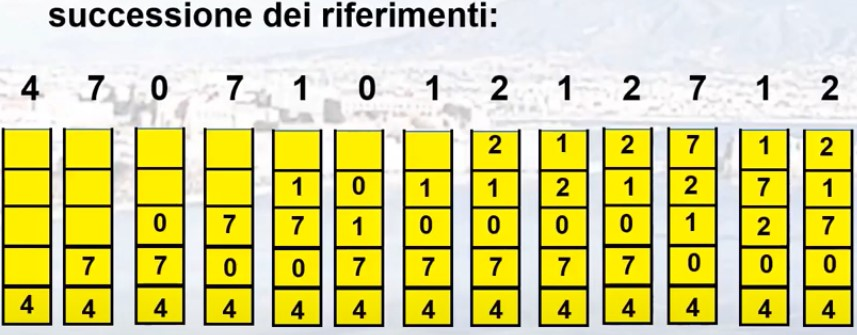 successione dei riferimenti:
4 7 0 7 1 0 1 2 1 2 7 1 2
2 1 2 7 1 2
1 0 1 1 2 1 2 7 1
0 7 7 1 0 0 0 0 1 2 7
7 7 0 0 7 7 7 7 7 0 0 0
4 4 4 4 4 4 4 4 4 4 4 4 4